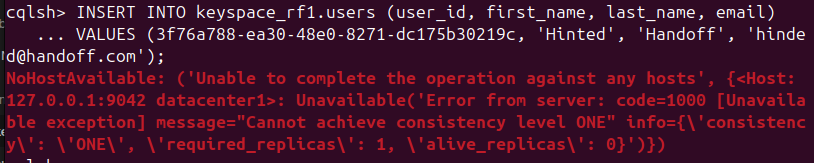 cqlsh> INSERT INTO keyspace_rf1.users (user_id, first_name, last_name, email)
   ... VALUES (3f76a788-ea30-48e0-8271-dc175b30219c, 'Hinted', 'Handoff', 'hinte
d@handoff.com');
NoHostAvailable: ('Unable to complete the operation against any hosts', {<Host:
127.0.0.1:9042 datacenter1>: Unavailable('Error from server: code=1000 [Unavaila
ble exception] message="Cannot achieve consistency level ONE" info={\'consistenc
y\': \'ONE\', \'required_replicas\': 1, \'alive_replicas\': 0}')})